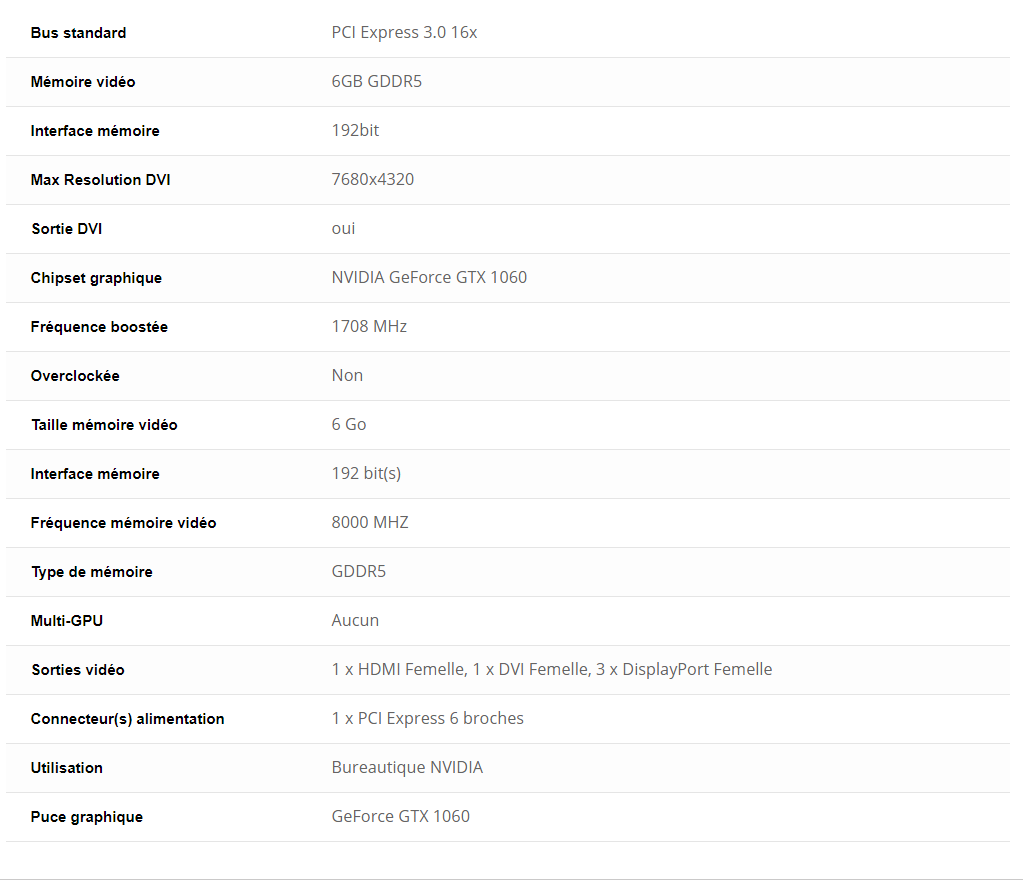 Bus standard PCI Express 3.0 16x
Mémoire vidéo 6GB GDDR5
Interface mémoire 192bit
Max Resolution DVI 7680x4320
Sortie DVI oui
Chipset graphique NVIDIA GeForce GTX 1060
Fréquence boostée 1708 MHz
Overclockée Non
Taille mémoire vidéo 6 Go
Interface mémoire 192 bit(s)
Fréquence mémoire vidéo 8000 MHZ
Type de mémoire GDDR5
Multi-GPU Aucun
Sorties vidéo 1 x HDMI Femelle, 1 x DVI Femelle, 3 x DisplayPort Femelle
Connecteur(s) alimentation 1 x PCI Express 6 broches
Utilisation Bureautique NVIDIA
Puce graphique GeForce GTX 1060